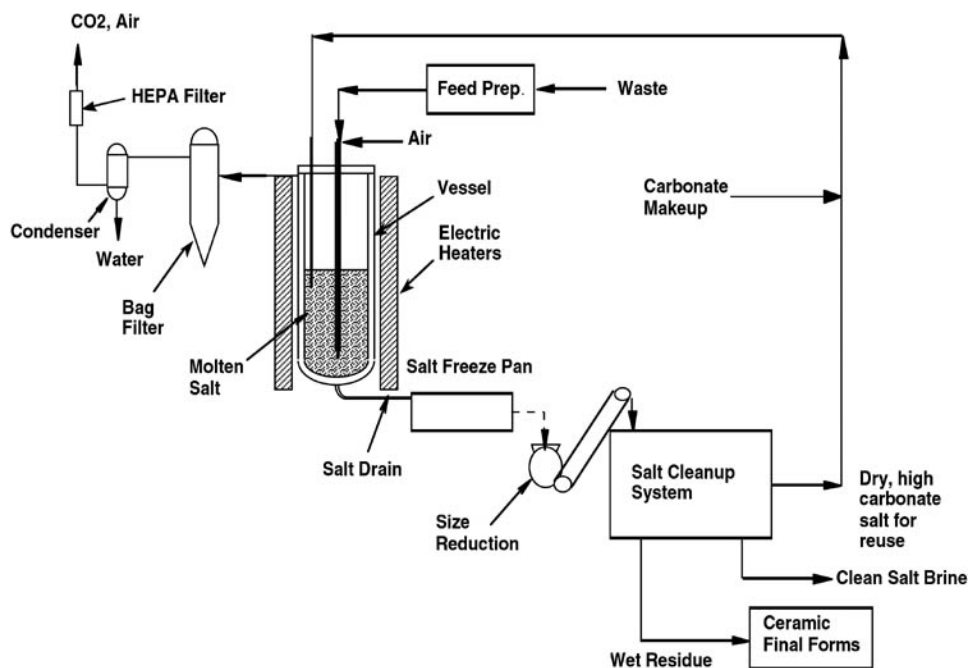 CO2, Air
HEPA Filter
Feed Prep.
Waste
Air
Vessel
Carbonate
Makeup
Condenser
Electric
Heaters
Water
Bag
Filter
Molten
Salt
Salt Freeze Pan
Salt Drain
Salt Cleanup
System
Size
Reduction
Dry, high
carbonate
salt for
reuse
Clean Salt Brine
Ceramic
Final Forms
Wet Residue